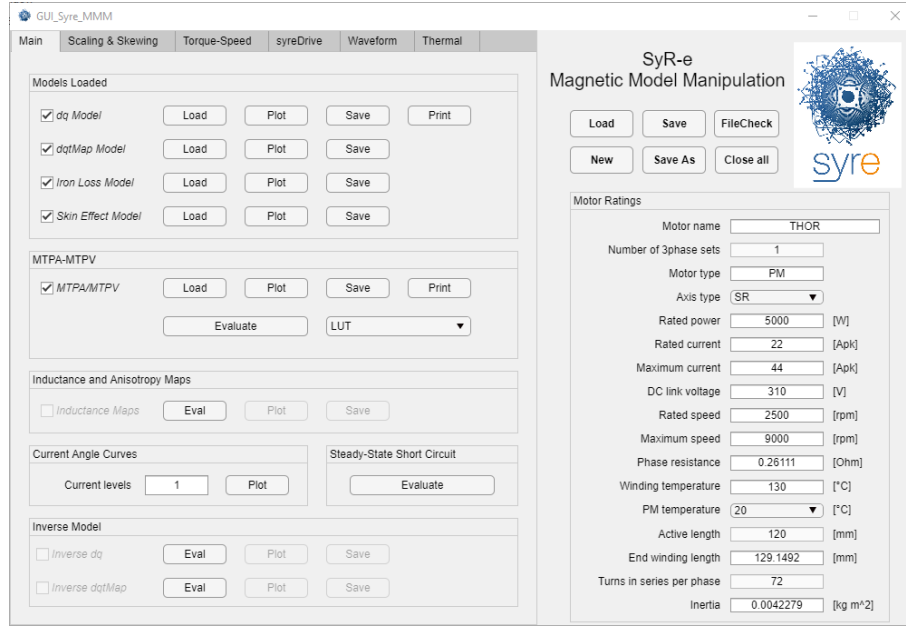 GUI_Syre_MMM
Main Scaling & Skewing Torque-Speed syreDrive Waveform Thermal
Models Loaded
dq Model Load Plot Save Print
dqtMap Model Load Plot Save
Iron Loss Model Load Plot Save
Skin Effect Model Load Plot Save
MTPA-MTPV
MTPA/MTPV Load Plot Save Print
Evaluate LUT
Inductance and Anisotropy Maps
Inductance Maps Eval Plot Save
Current Angle Curves
Current levels 1 Plot
Steady-State Short Circuit
Evaluate
Inverse Model
Inverse dq Eval Plot Save
Inverse dqtMap Eval Plot Save
SyR-e
Magnetic Model Manipulation
Load Save FileCheck
New Save As Close all
syre
Motor Ratings
Motor name THOR
Number of 3phase sets 1
Motor type PM
Axis type SR
Rated power 5000 [W]
Rated current 22 [Apk]
Maximum current 44 [Apk]
DC link voltage 310 [V]
Rated speed 2500 [rpm]
Maximum speed 9000 [rpm]
Phase resistance 0.26111 [Ohm]
Winding temperature 130 [°C]
PM temperature 20 [°C]
Active length 120 [mm]
End winding length 129.1492 [mm]
Turns in series per phase 72
Inertia 0.0042279 [kg m^2]